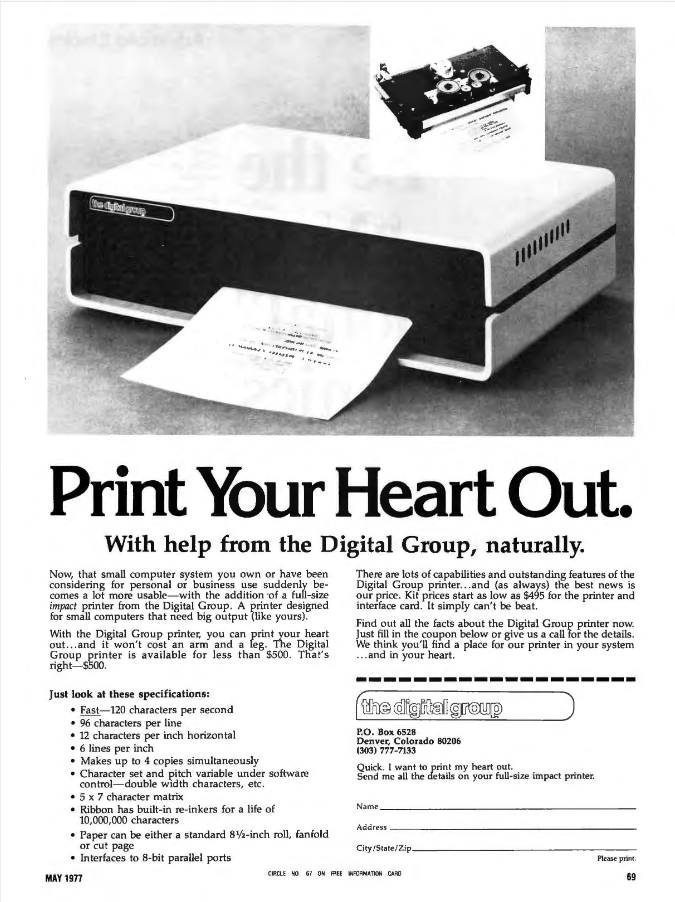 the digital group
Print Your Heart Out.
With help from the Digital Group, naturally.
Now, that small computer system you own or have been
considering for personal or business use suddenly be-
comes a lot more usable—with the addition of a full-size
impact printer from the Digital Group. A printer designed
for small computers that need big output (like yours).
With the Digital Group printer, you can print your heart
out...and it won't cost an arm and a leg. The Digital
Group printer is available for less than $500. That's
right—$500.
Just look at these specifications:
• Fast—120 characters per second
• 96 characters per line
• 12 characters per inch horizontal
• 6 lines per inch
• Makes up to 4 copies simultaneously
• Character set and pitch variable under software
control—double width characters, etc.
• 5 x 7 character matrix
• Ribbon has built-in re-inkers for a life of
10,000,000 characters
• Paper can be either a standard 8½-inch roll, fanfold
or cut page
• Interfaces to 8-bit parallel ports
There are lots of capabilities and outstanding features of the
Digital Group printer...and (as always) the best news is
our price. Kit prices start as low as $495 for the printer and
interface card. It simply can't be beat.
Find out all the facts about the Digital Group printer now.
Just fill in the coupon below or give us a call for the details.
We think you'll find a place for our printer in your system
...and in your heart.
the digital group
P.O. Box 6528
Denver, Colorado 80206
(303) 777-7133
Quick. I want to print my heart out.
Send me all the details on your full-size impact printer.
Name
Address
City/State/Zip
Please print.
MAY 1977
CIRCLE NO. 67 ON FREE INFORMATION CARD
69